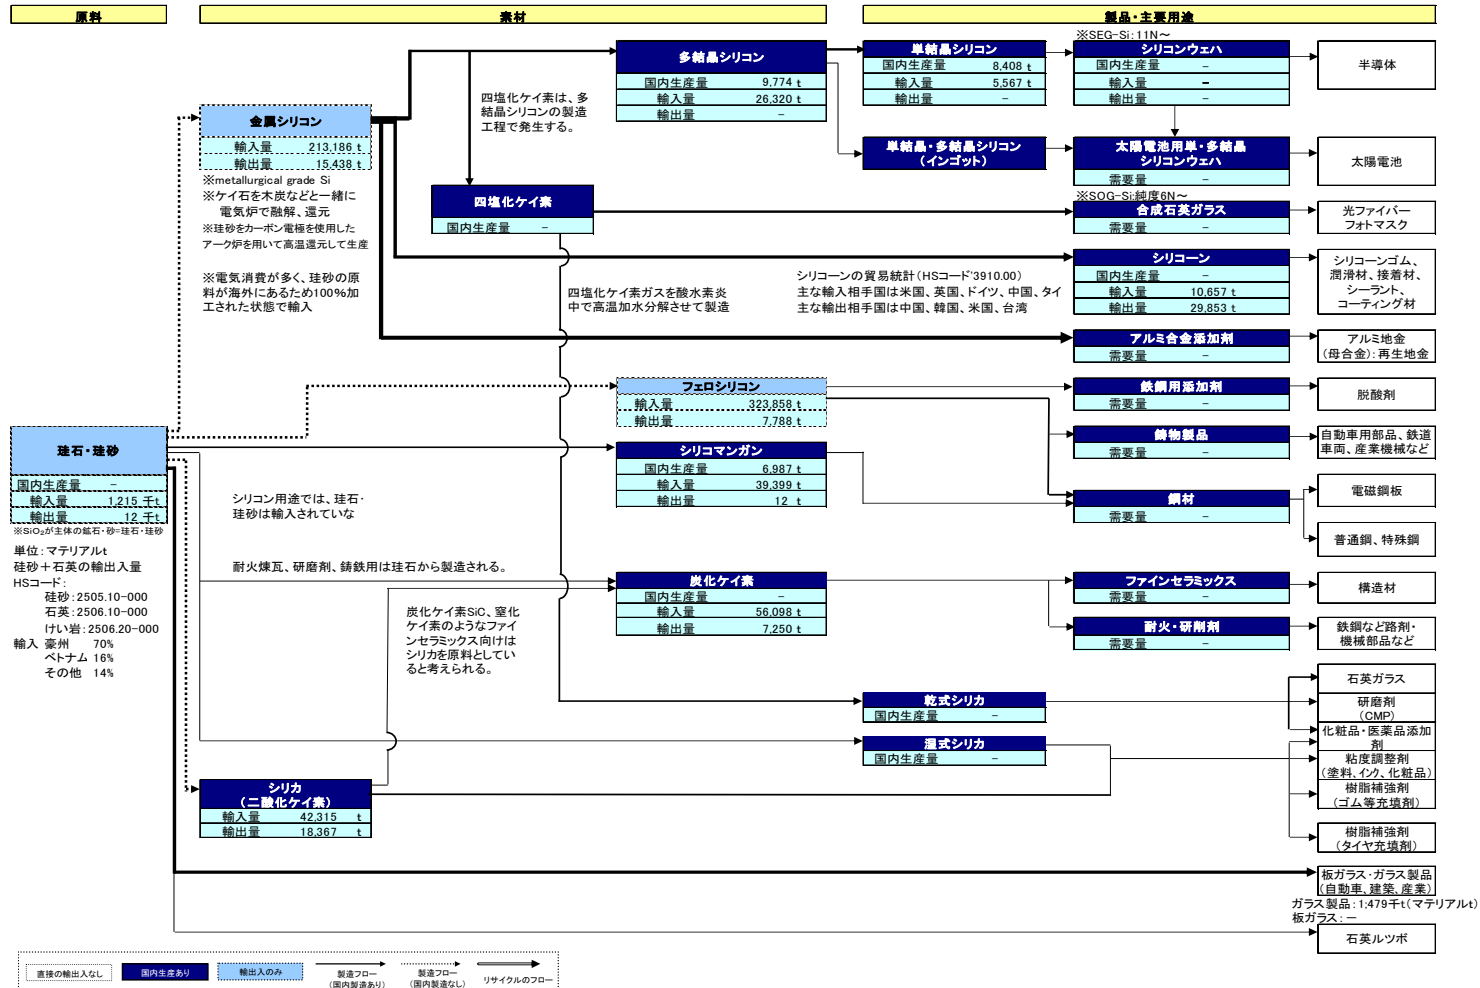 原料
素材
製品・主要用途
※SEG-Si:11N～
多結晶シリコン
国内生産量 9,774 t
輸入量 26,320 t
輸出量 -
単結晶シリコン
国内生産量 8,408 t
輸入量 5,567 t
輸出量 -
シリコンウェハ
国内生産量 -
輸入量 -
輸出量 -
半導体
四塩化ケイ素は、多
結晶シリコンの製造
工程で発生する。
金属シリコン
輸入量 213,186 t
輸出量 15,438 t
※metallurgical grade Si
※ケイ石を木炭などと一緒に
電気炉で融解、還元
※珪砂をカーボン電極を使用した
アーク炉を用いて高温還元して生産
※電気消費が多く、珪砂の原
料が海外にあるため100%加
工された状態で輸入
単結晶・多結晶シリコン
(インゴット)
太陽電池用単・多結晶
シリコンウェハ
需要量 -
太陽電池
※SOG-Si:純度6N～
四塩化ケイ素
国内生産量 -
合成石英ガラス
需要量 -
光ファイバー
フォトマスク
シリコーン
国内生産量 -
輸入量 10,657 t
輸出量 29,853 t
シリコーンゴム、
潤滑材、接着材、
シーラント、
コーティング材
四塩化ケイ素ガスを酸水素炎
中で高温加水分解させて製造
シリコーンの貿易統計(HSコード'3910.00)
主な輸入相手国は米国、英国、ドイツ、中国、タイ
主な輸出相手国は中国、韓国、米国、台湾
アルミ合金添加剤
需要量 -
アルミ地金
(母合金):再生地金
フェロシリコン
輸入量 323,858 t
輸出量 7,788 t
鉄鋼用添加剤
需要量 -
脱酸剤
鋳物製品
需要量 -
自動車用部品、鉄道
車両、産業機械など
珪石・珪砂
国内生産量 -
輸入量 1,215 千t
輸出量 12 千t
※SiO₂が主体の鉱石・砂=珪石・珪砂
単位:マテリアルt
硅砂+石英の輸出入量
HSコード:
硅砂:2505.10-000
石英:2506.10-000
けい岩:2506.20-000
輸入 豪州 70%
ベトナム 16%
その他 14%
シリコマンガン
国内生産量 6,987 t
輸入量 39,399 t
輸出量 12 t
シリコン用途では、珪石・
珪砂は輸入されていな
鋼材
需要量 -
電磁鋼板
普通鋼、特殊鋼
耐火煉瓦、研磨剤、鋳鉄用は珪石から製造される。
炭化ケイ素
国内生産量 -
輸入量 56,098 t
輸出量 7,250 t
炭化ケイ素SiC、窒化
ケイ素のようなファイ
ンセラミックス向けは
シリカを原料としてい
ると考えられる。
ファインセラミックス
需要量 -
構造材
耐火・研削剤
需要量 -
鉄鋼など路剤・
機械部品など
石英ガラス
乾式シリカ
国内生産量 -
研磨剤
(CMP)
化粧品・医薬品添加
剤
湿式シリカ
国内生産量 -
粘度調整剤
(塗料、インク、化粧品)
シリカ
(二酸化ケイ素)
輸入量 42,315 t
輸出量 18,367 t
樹脂補強剤
(ゴム等充填剤)
樹脂補強剤
(タイヤ充填剤)
板ガラス・ガラス製品
(自動車、建築、産業)
ガラス製品:1,479千t(マテリアルt)
板ガラス:－
石英ルツボ
直接の輸出入なし
国内生産あり
輸出入のみ
製造フロー
(国内製造あり)
製造フロー
(国内製造なし)
リサイクルのフロー